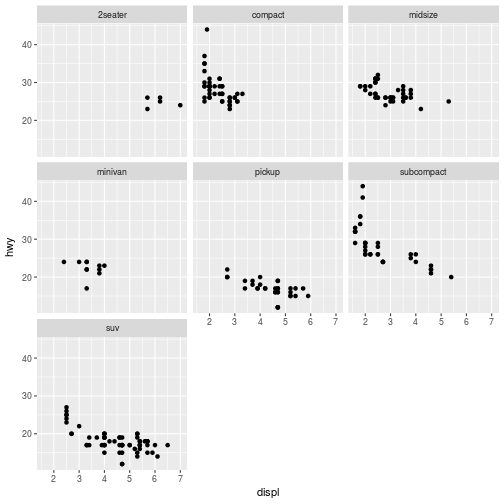 2seater compact midsize
40
30
20
minivan pickup subcompact
hwy
40
30
20
2 3 4 5 6 7 2 3 4 5 6 7
suv
40
30
20
2 3 4 5 6 7
displ